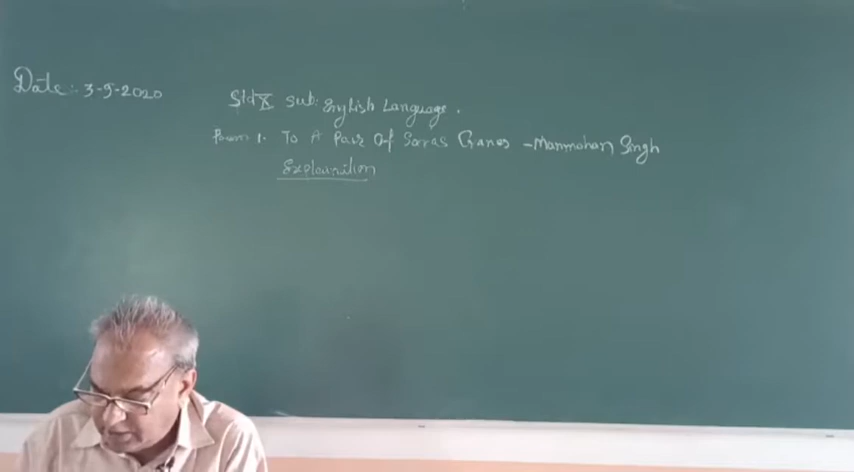 Date:- 3-9-2020
Std X Sub: English Language.
Poem 1. To A Pair Of Saras Cranes - Manmohan Singh
Explanation